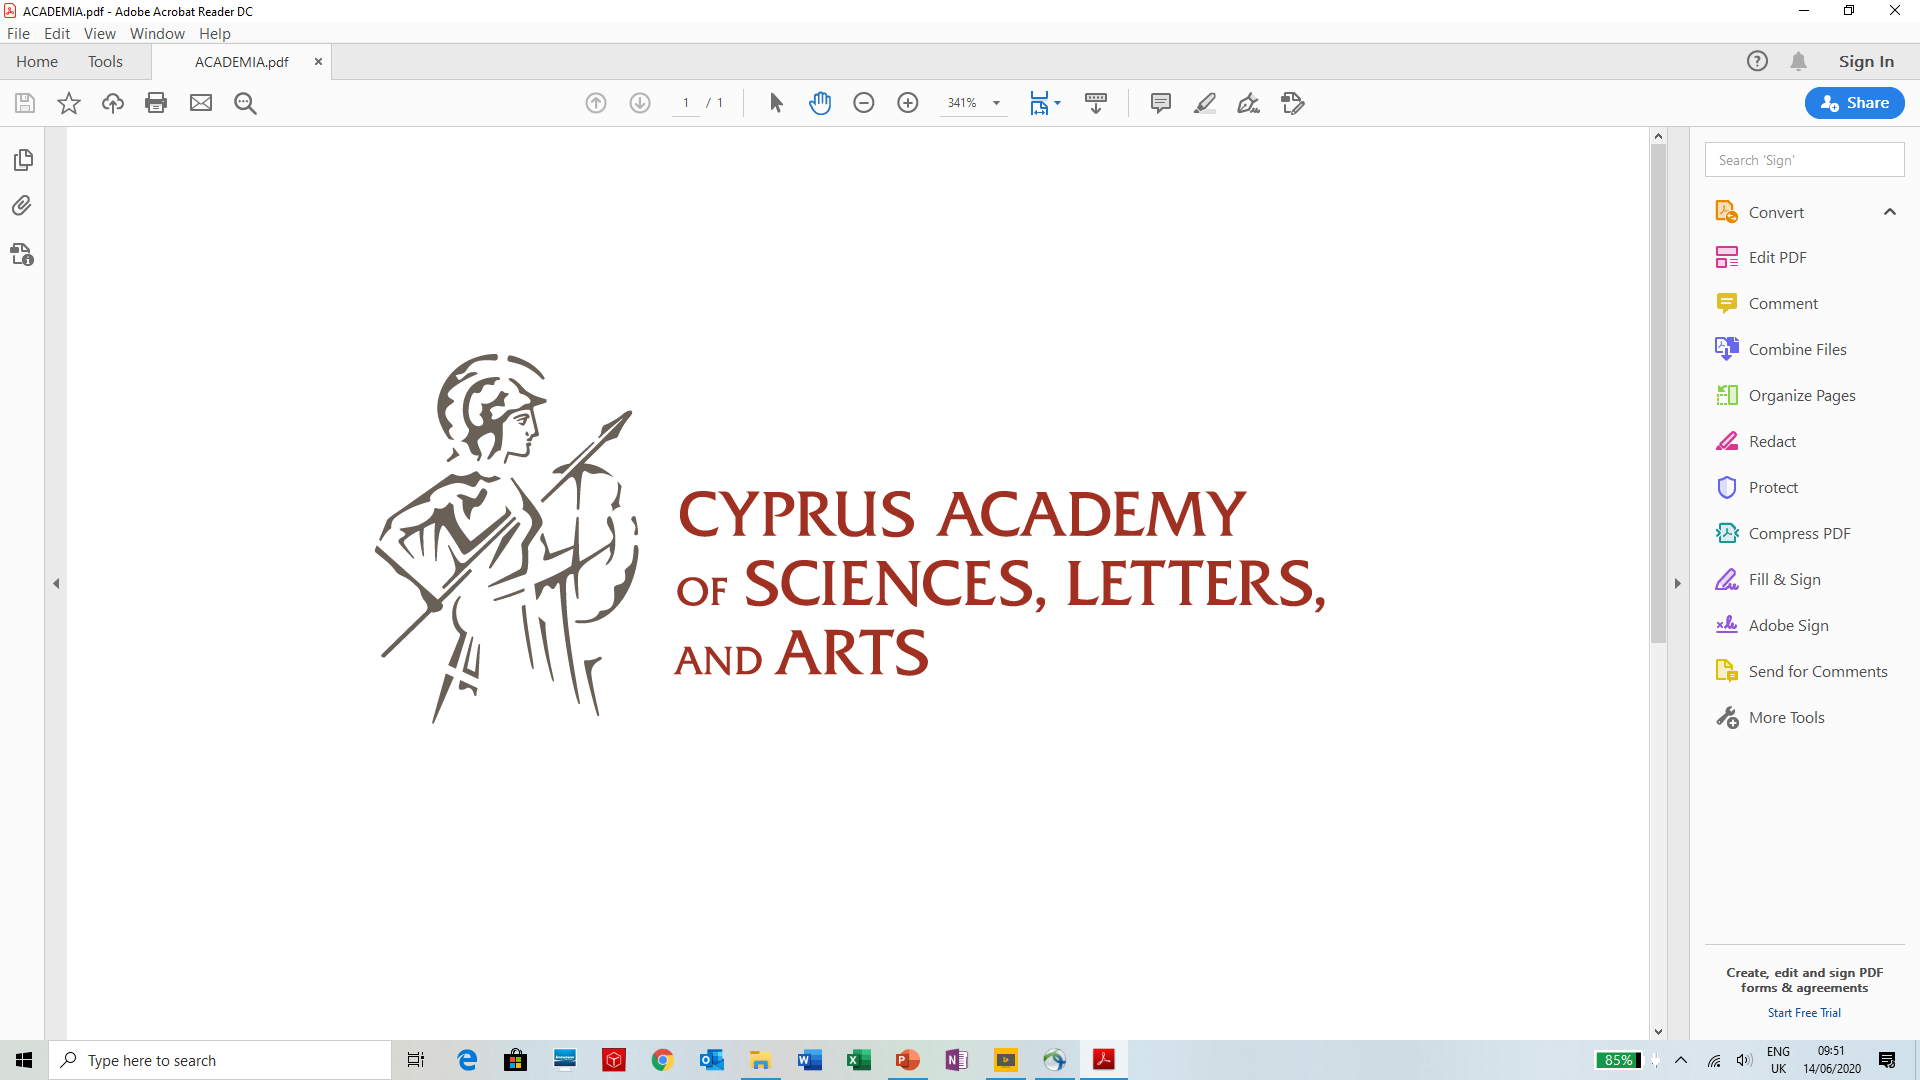 ACADEMIA.pdf - Adobe Acrobat Reader DC
File Edit View Window Help
Home Tools ACADEMIA.pdf Sign In
1 / 1 341% Share
Search 'Sign'
Convert
Edit PDF
Comment
Combine Files
Organize Pages
Redact
Protect
Compress PDF
Fill & Sign
Adobe Sign
Send for Comments
More Tools
CYPRUS ACADEMY
OF SCIENCES, LETTERS,
AND ARTS
Create, edit and sign PDF
forms & agreements
Start Free Trial
Type here to search
85%
ENG
UK
09:51
14/06/2020